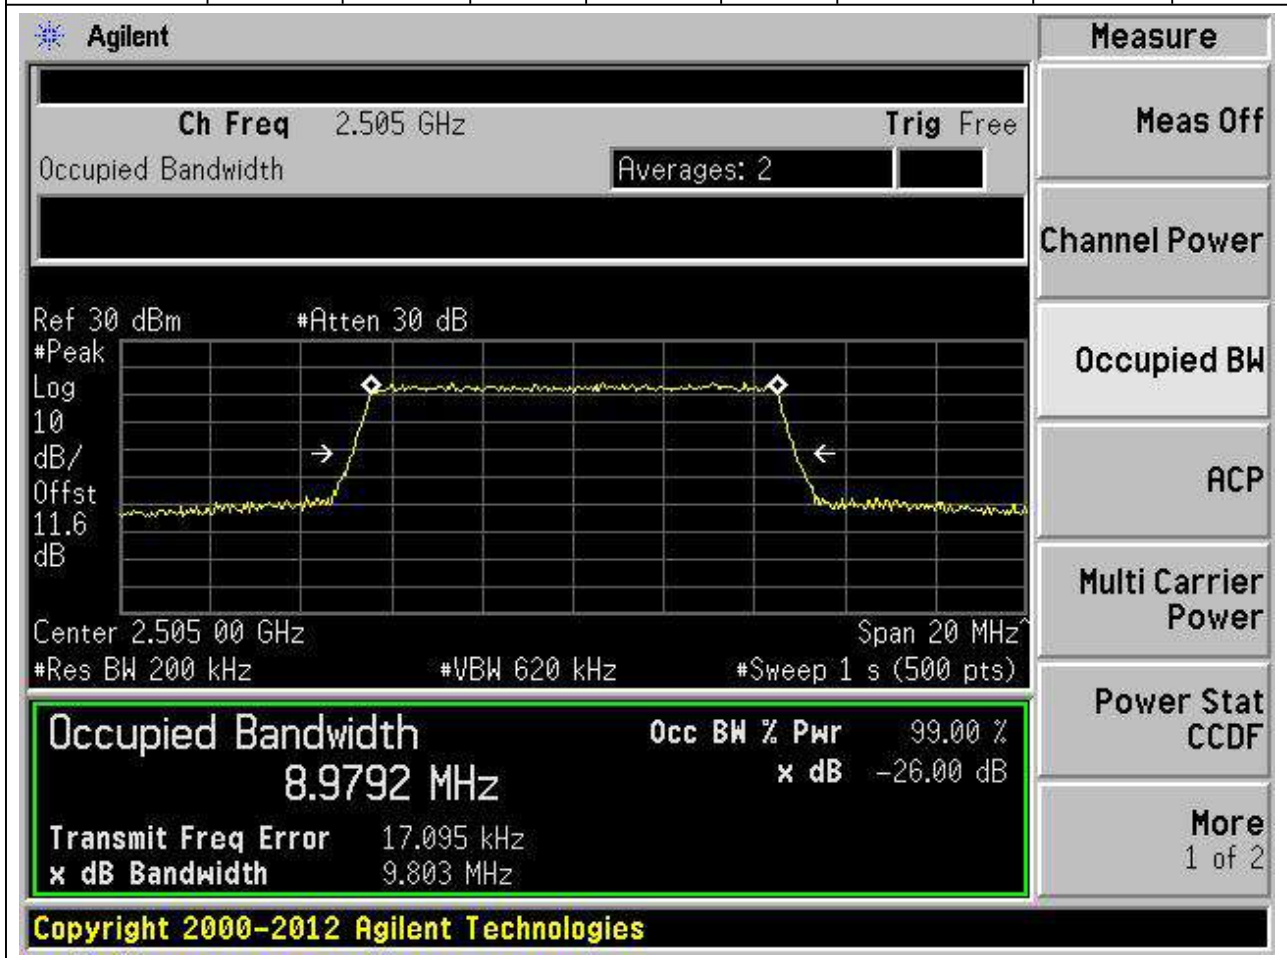 Agilent
Measure
Ch Freq 2.505 GHz Trig Free
Occupied Bandwidth Averages: 2
Meas Off
Channel Power
Occupied BW
ACP
Multi Carrier
Power
Power Stat
CCDF
More
1 of 2
Ref 30 dBm #Atten 30 dB
#Peak
Log
10
dB/
Offst
11.6
dB
Center 2.505 00 GHz Span 20 MHz^
#Res BW 200 kHz #VBW 620 kHz #Sweep 1 s (500 pts)
Occupied Bandwidth Occ BW % Pwr 99.00 %
8.9792 MHz x dB -26.00 dB
Transmit Freq Error 17.095 kHz
x dB Bandwidth 9.803 MHz
Copyright 2000-2012 Agilent Technologies